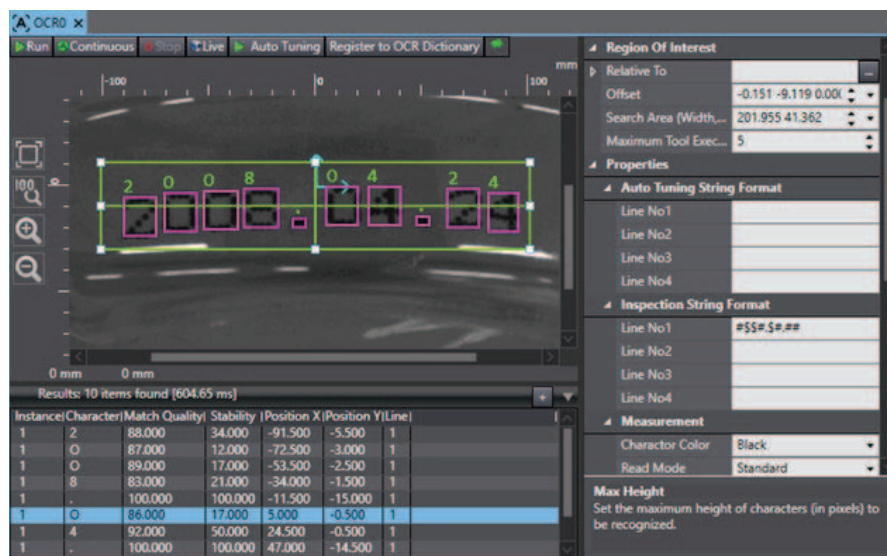 OCR0 ×
Run Continuous Stop Live Auto Tuning Register to OCR Dictionary
mm
-100 0 100
100
0
2 O O 8 . O 4 . 2 4
0 mm 0 mm
Results: 10 items found [604.65 ms] +
Instance Character Match Quality Stability Position X Position Y Line
1 2 88.000 34.000 -91.500 -5.500 1
1 O 87.000 12.000 -72.500 -3.000 1
1 O 89.000 17.000 -53.500 -2.500 1
1 8 83.000 21.000 -34.000 -1.500 1
1 . 100.000 100.000 -11.500 -15.000 1
1 O 86.000 17.000 5.000 -0.500 1
1 4 92.000 50.000 24.500 -0.500 1
1 . 100.000 100.000 47.000 -14.500 1
Region Of Interest
Relative To ...
Offset -0.151 -9.119 0.00(
Search Area (Width,... 201.955 41.362
Maximum Tool Exec... 5
Properties
Auto Tuning String Format
Line No1
Line No2
Line No3
Line No4
Inspection String Format
Line No1 #$$#.$#.##
Line No2
Line No3
Line No4
Measurement
Charactor Color Black
Read Mode Standard
Max Height
Set the maximum height of characters (in pixels) to
be recognized.